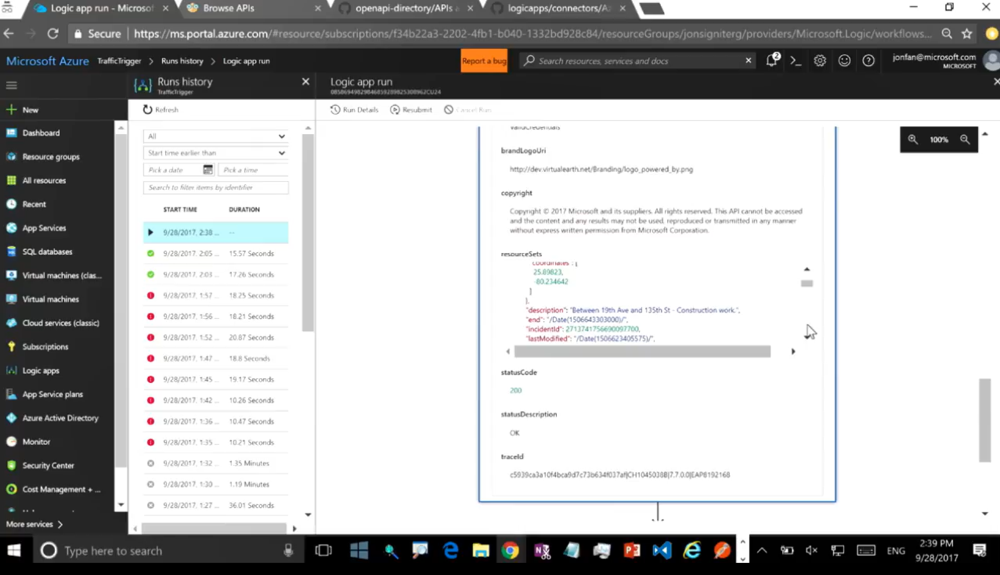 Logic app run - Microsof
Browse APIs
openapi-directory/APIs a
logicapps/connectors/A
Secure
https://ms.portal.azure.com/#resource/subscriptions/f34b22a3-2202-4fb1-b040-1332bd928c84/resourceGroups/jonsigniterg/providers/Microsoft.Logic/workflows...
Microsoft Azure TrafficTrigger > Runs history > Logic app run
Report a bug
Search resources, services and docs
2
jonfan@microsoft.com
MICROSOFT
Runs history
TrafficTrigger
Logic app run
New
Refresh
Run Details
Resubmit
Cancel Run
Dashboard
Resource groups
All resources
Recent
App Services
SQL databases
Virtual machines (clas...
Virtual machines
Cloud services (classic)
Subscriptions
Logic apps
App Service plans
Azure Active Directory
Monitor
Security Center
Cost Management + ...
More services >
All
Start time earlier than
Pick a date
Pick a time
Search to filter items by identifier
START TIME DURATION
9/28/2017, 2:38 ... --
9/28/2017, 2:05 ... 15.57 Seconds
9/28/2017, 2:03 ... 17.26 Seconds
9/28/2017, 1:57 ... 18.25 Seconds
9/28/2017, 1:56 ... 18.21 Seconds
9/28/2017, 1:52 ... 20.87 Seconds
9/28/2017, 1:47 ... 18.8 Seconds
9/28/2017, 1:45 ... 19.17 Seconds
9/28/2017, 1:42 ... 10.26 Seconds
9/28/2017, 1:36 ... 10.47 Seconds
9/28/2017, 1:35 ... 10.21 Seconds
9/28/2017, 1:32 ... 1.35 Minutes
9/28/2017, 1:30 ... 1.19 Minutes
9/28/2017, 1:27 ... 36.01 Seconds
ValidCredentials
brandLogoUri
http://dev.virtualearth.net/Branding/logo_powered_by.png
copyright
Copyright © 2017 Microsoft and its suppliers. All rights reserved. This API cannot be accessed
and the content and any results may not be used, reproduced or transmitted in any manner
without express written permission from Microsoft Corporation.
resourceSets
"coordinates": [
25.89823,
-80.234642
]
},
"description": "Between 19th Ave and 135th St - Construction work.",
"end": "/Date(1506643303000)/",
"incidentId": 2713741756690097700,
"lastModified": "/Date(1506623405575)/",
statusCode
200
statusDescription
OK
traceId
c5939ca3a10f4bca9d7c73b634f037af|CH1045038B|7.7.0.0|EAP8192168
100%
Type here to search
ENG
2:39 PM
9/28/2017